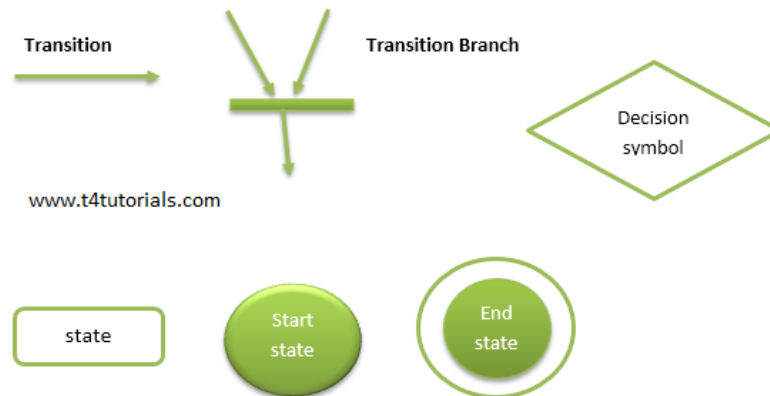 Transition
Transition Branch
Decision
symbol
www.t4tutorials.com
state
Start
state
End
state